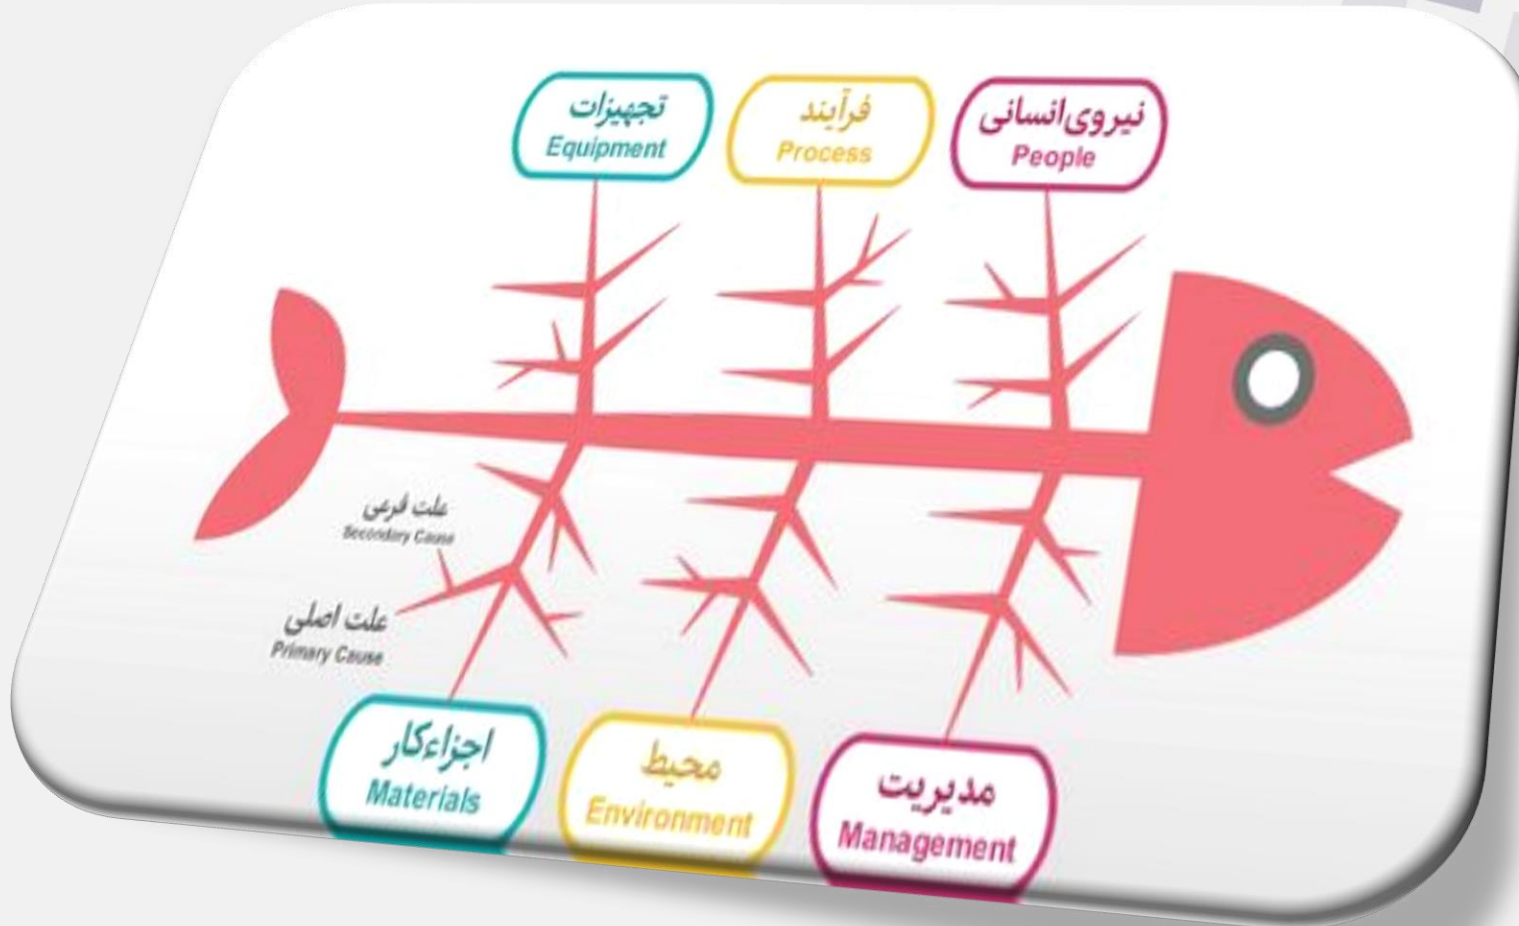 تجهیزات
Equipment
فرآیند
Process
نیروی‌انسانی
People
علت فرعی
Secondary Cause
علت اصلی
Primary Cause
اجزاءکار
Materials
محیط
Environment
مدیریت
Management